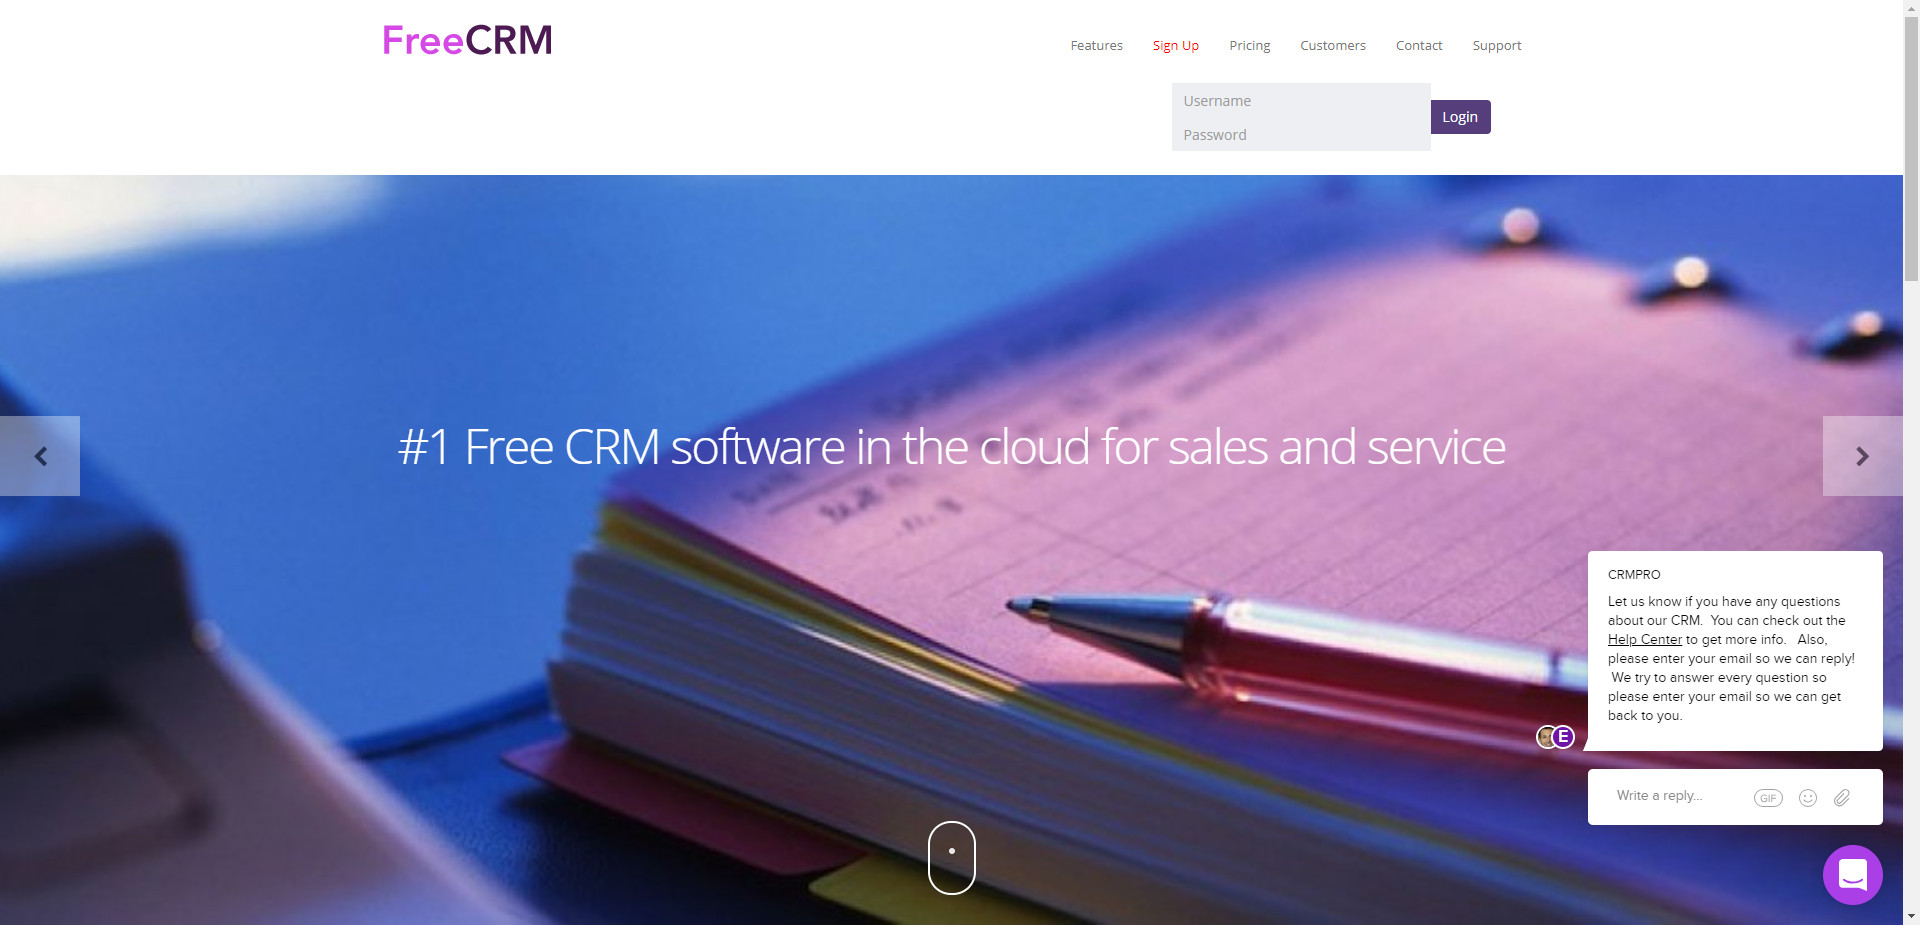 FreeCRM
Features Sign Up Pricing Customers Contact Support
Username
Password
Login
#1 Free CRM software in the cloud for sales and service
CRMPRO
Let us know if you have any questions
about our CRM.  You can check out the
Help Center to get more info.   Also,
please enter your email so we can reply!
We try to answer every question so
please enter your email so we can get
back to you.
E
Write a reply...
GIF